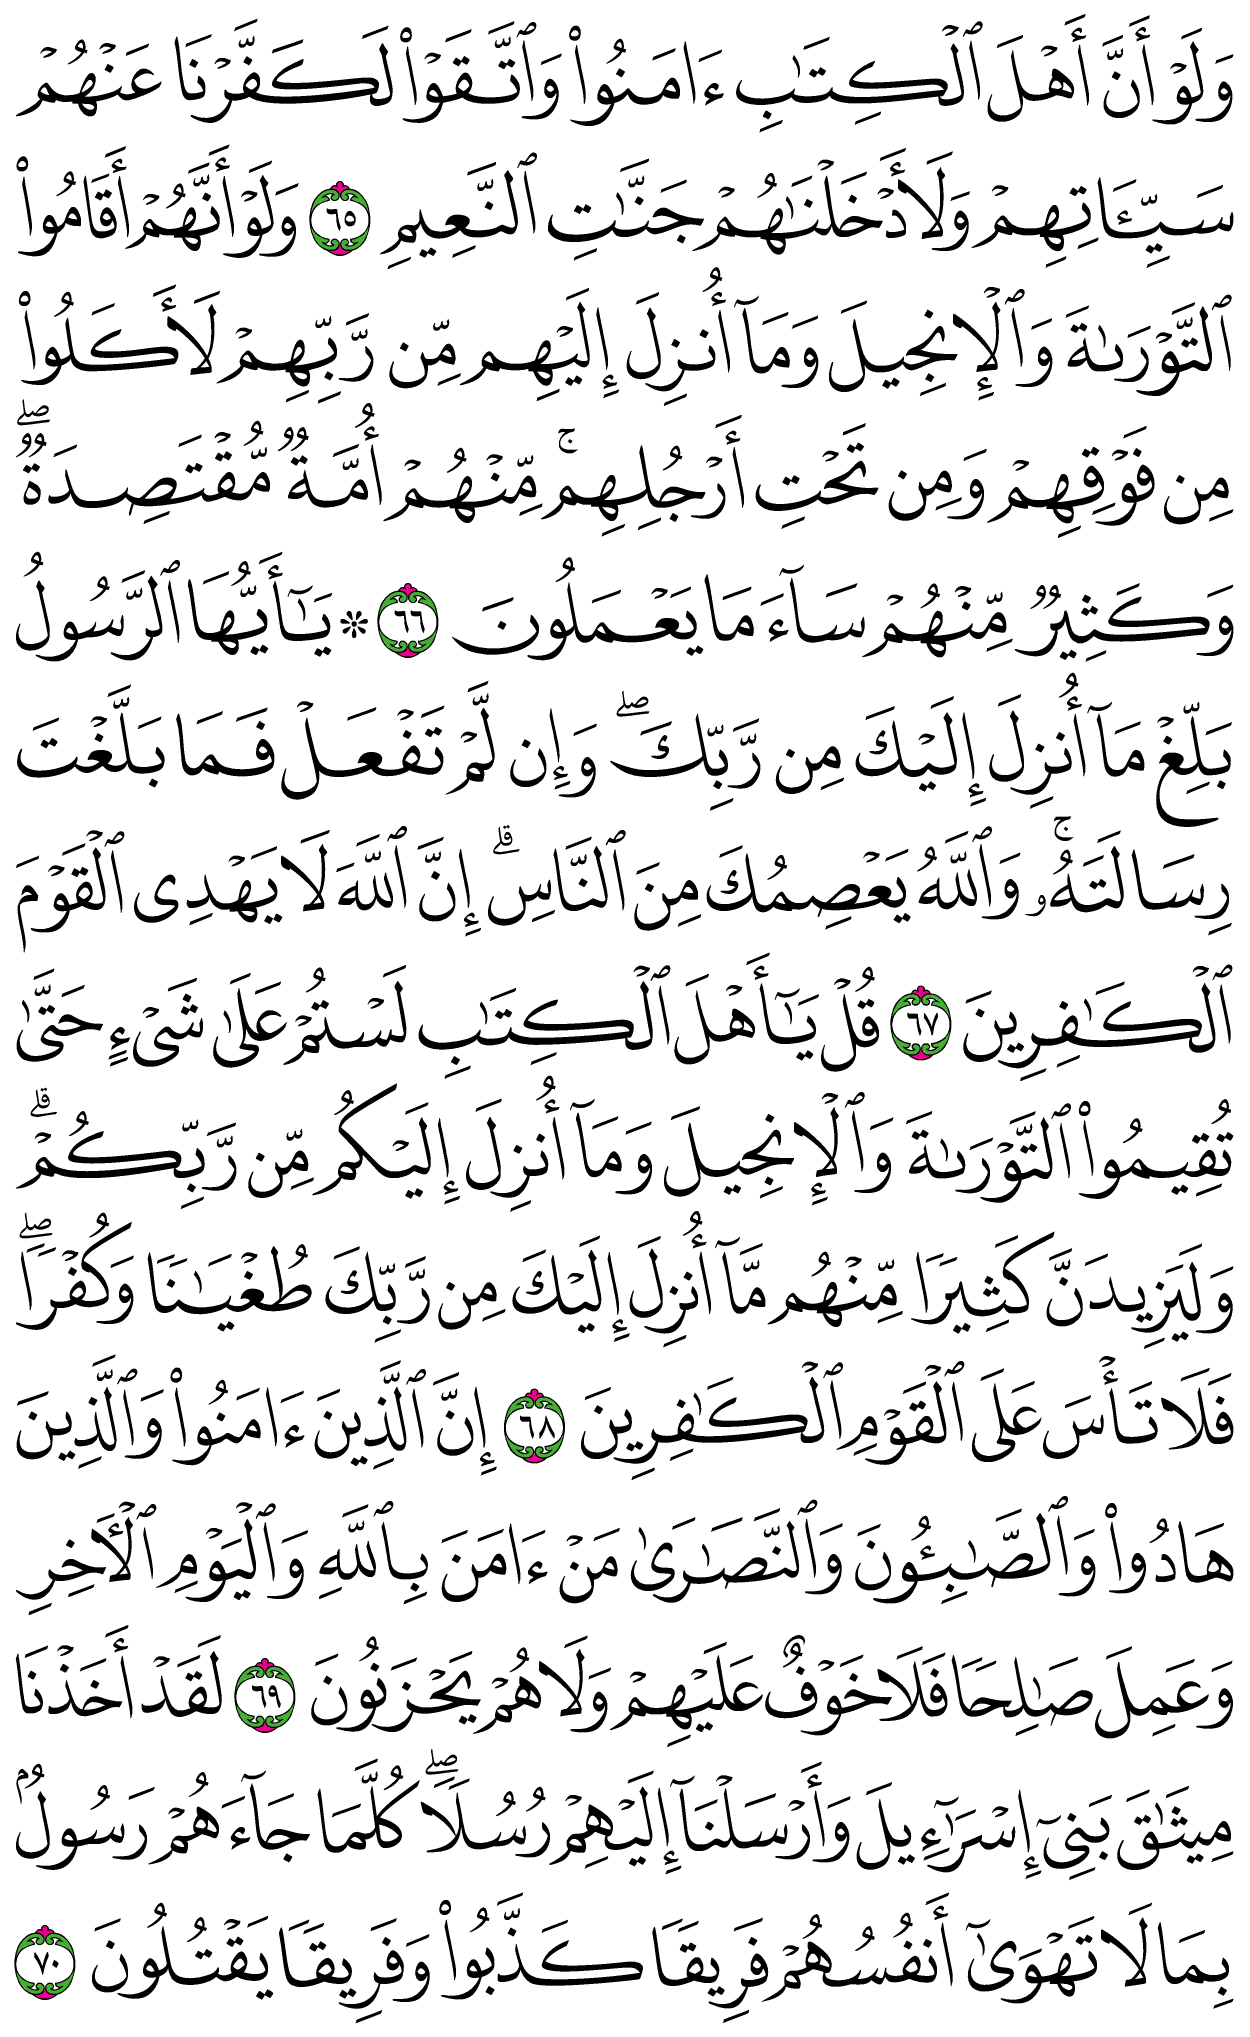 وَلَوۡ أَنَّ أَهۡلَ ٱلۡكِتَٰبِ ءَامَنُواْ وَٱتَّقَوۡاْ لَكَفَّرۡنَا عَنۡهُمۡ
سَيِّـَٔاتِهِمۡ وَلَأَدۡخَلۡنَٰهُمۡ جَنَّٰتِ ٱلنَّعِيمِ ٦٥ وَلَوۡ أَنَّهُمۡ أَقَامُواْ
ٱلتَّوۡرَىٰةَ وَٱلۡإِنجِيلَ وَمَآ أُنزِلَ إِلَيۡهِم مِّن رَّبِّهِمۡ لَأَكَلُواْ
مِن فَوۡقِهِمۡ وَمِن تَحۡتِ أَرۡجُلِهِمۚ مِّنۡهُمۡ أُمَّةٞ مُّقۡتَصِدَةٞۖ
وَكَثِيرٞ مِّنۡهُمۡ سَآءَ مَا يَعۡمَلُونَ ٦٦ ۞ يَٰٓأَيُّهَا ٱلرَّسُولُ
بَلِّغۡ مَآ أُنزِلَ إِلَيۡكَ مِن رَّبِّكَۖ وَإِن لَّمۡ تَفۡعَلۡ فَمَا بَلَّغۡتَ
رِسَالَتَهُۥۚ وَٱللَّهُ يَعۡصِمُكَ مِنَ ٱلنَّاسِۗ إِنَّ ٱللَّهَ لَا يَهۡدِي ٱلۡقَوۡمَ
ٱلۡكَٰفِرِينَ ٦٧ قُلۡ يَٰٓأَهۡلَ ٱلۡكِتَٰبِ لَسۡتُمۡ عَلَىٰ شَيۡءٍ حَتَّىٰ
تُقِيمُواْ ٱلتَّوۡرَىٰةَ وَٱلۡإِنجِيلَ وَمَآ أُنزِلَ إِلَيۡكُم مِّن رَّبِّكُمۡۗ
وَلَيَزِيدَنَّ كَثِيرٗا مِّنۡهُم مَّآ أُنزِلَ إِلَيۡكَ مِن رَّبِّكَ طُغۡيَٰنٗا وَكُفۡرٗاۖ
فَلَا تَأۡسَ عَلَى ٱلۡقَوۡمِ ٱلۡكَٰفِرِينَ ٦٨ إِنَّ ٱلَّذِينَ ءَامَنُواْ وَٱلَّذِينَ
هَادُواْ وَٱلصَّٰبِـُٔونَ وَٱلنَّصَٰرَىٰ مَنۡ ءَامَنَ بِٱللَّهِ وَٱلۡيَوۡمِ ٱلۡأٓخِرِ
وَعَمِلَ صَٰلِحٗا فَلَا خَوۡفٌ عَلَيۡهِمۡ وَلَا هُمۡ يَحۡزَنُونَ ٦٩ لَقَدۡ أَخَذۡنَا
مِيثَٰقَ بَنِيٓ إِسۡرَٰٓءِيلَ وَأَرۡسَلۡنَآ إِلَيۡهِمۡ رُسُلٗاۖ كُلَّمَا جَآءَهُمۡ رَسُولُۢ
بِمَا لَا تَهۡوَىٰٓ أَنفُسُهُمۡ فَرِيقٗا كَذَّبُواْ وَفَرِيقٗا يَقۡتُلُونَ ٧٠